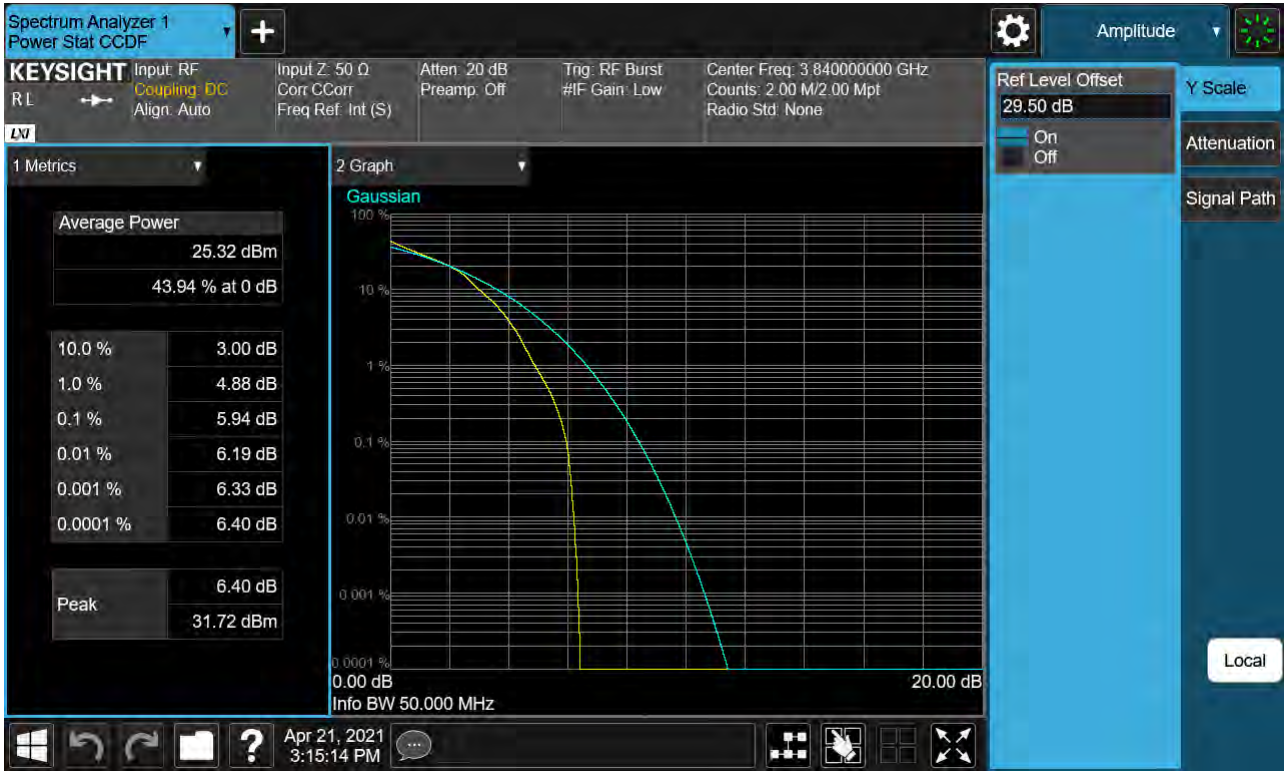 Spectrum Analyzer 1
Power Stat CCDF
+
Amplitude
KEYSIGHT
RL
LXI
Input: RF
Coupling: DC
Align: Auto
Input Z: 50 Ω
Corr CCorr
Freq Ref: Int (S)
Atten: 20 dB
Preamp: Off
Trig: RF Burst
#IF Gain: Low
Center Freq: 3.840000000 GHz
Counts: 2.00 M/2.00 Mpt
Radio Std: None
Ref Level Offset
29.50 dB
On
Off
Y Scale
Attenuation
Signal Path
Local
1 Metrics
Average Power
25.32 dBm
43.94 % at 0 dB
10.0 % 3.00 dB
1.0 % 4.88 dB
0.1 % 5.94 dB
0.01 % 6.19 dB
0.001 % 6.33 dB
0.0001 % 6.40 dB
Peak
6.40 dB
31.72 dBm
2 Graph
Gaussian
100 %
10 %
1 %
0.1 %
0.01 %
0.001 %
0.0001 %
0.00 dB 20.00 dB
Info BW 50.000 MHz
?
Apr 21, 2021
3:15:14 PM